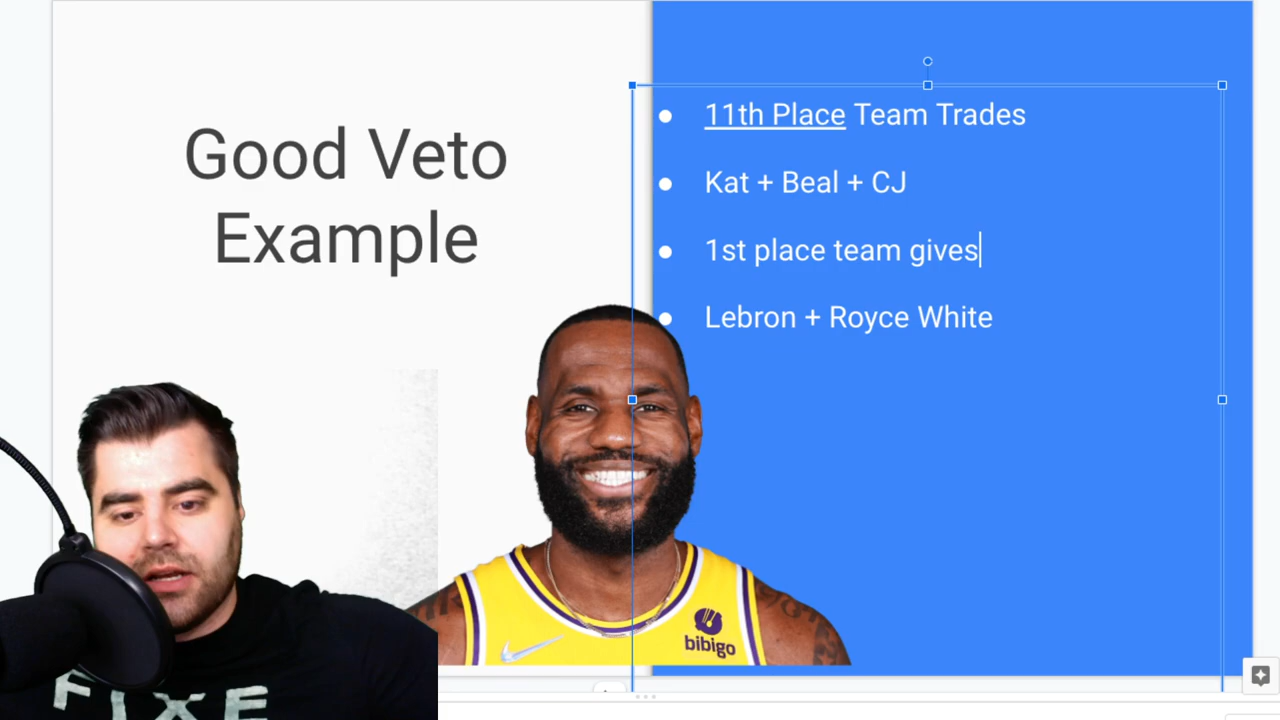 Good Veto
Example
11th Place Team Trades
Kat + Beal + CJ
1st place team gives
Lebron + Royce White
bibigo
FIXE